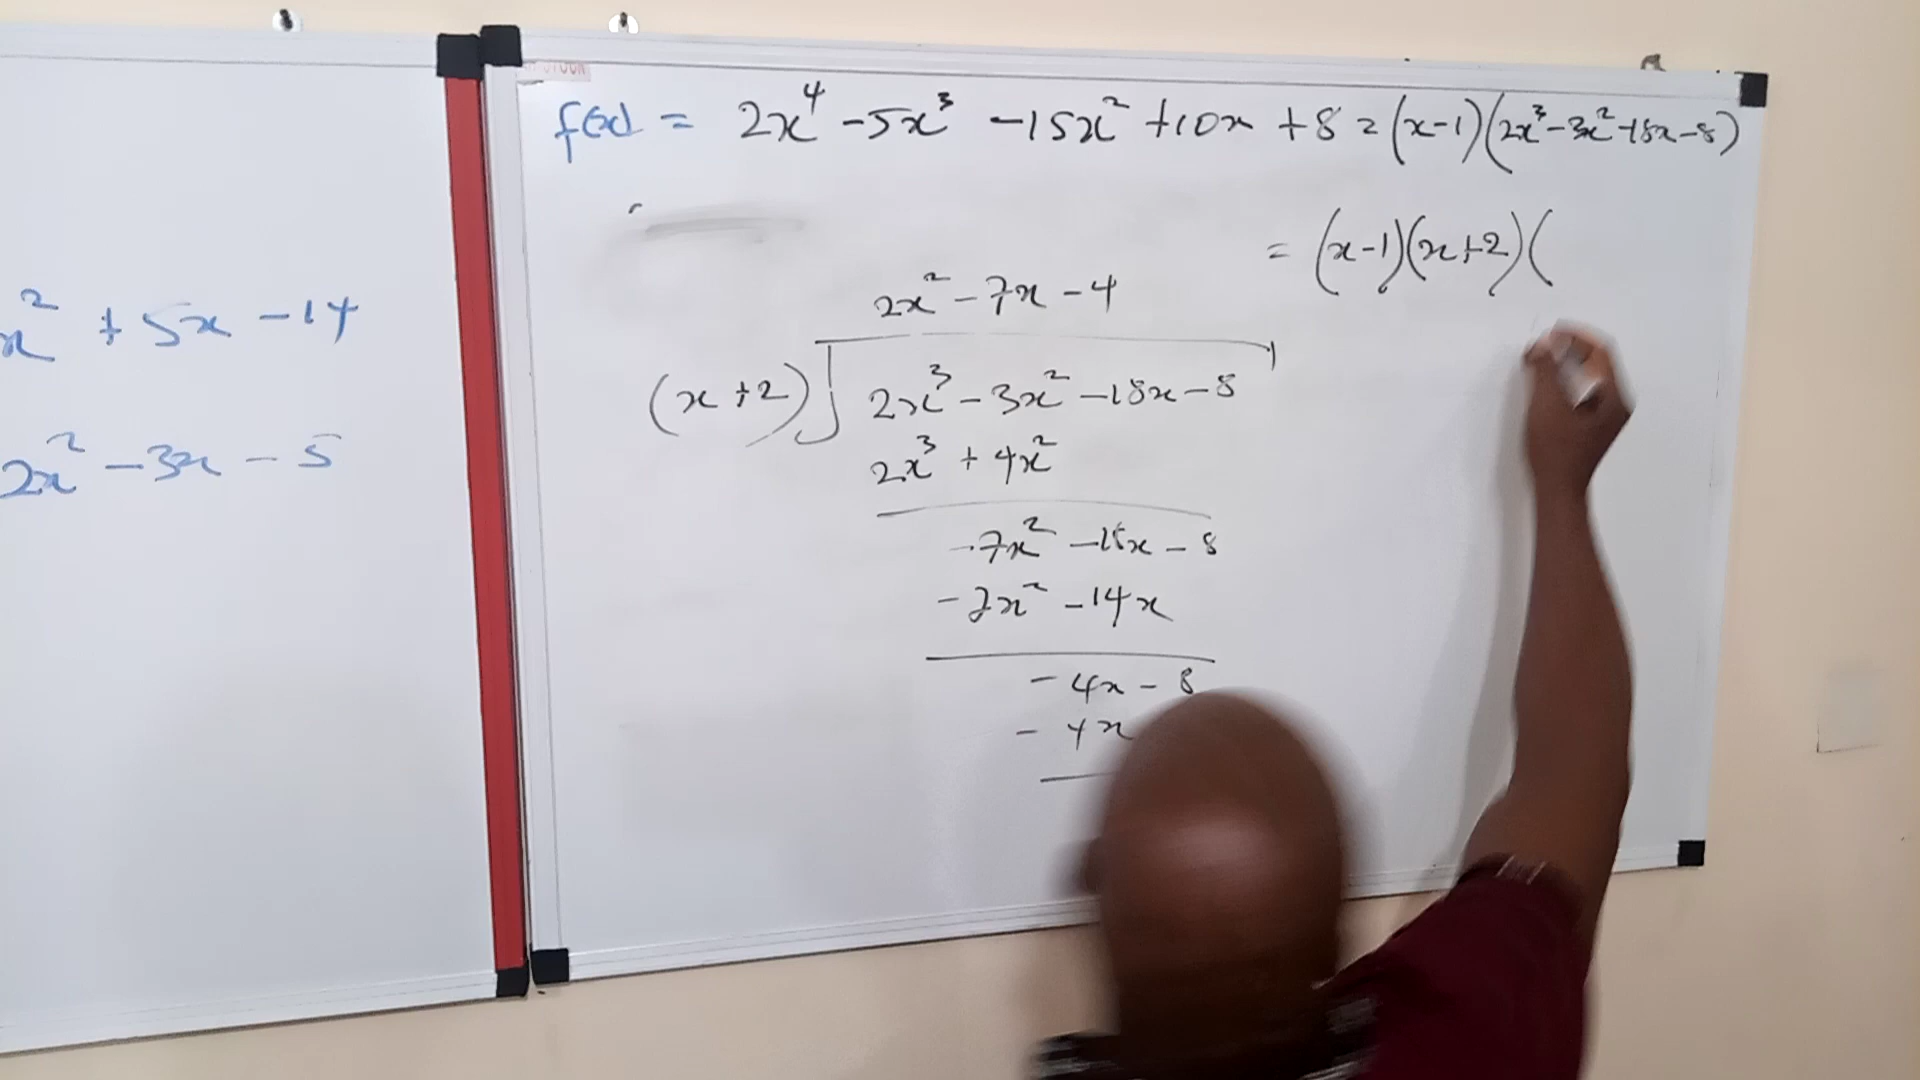 x² + 5x - 14
2x² - 3x - 5
f(x) = 2x⁴ - 5x³ - 15x² + 10x + 8 = (x-1)(2x³ - 3x² - 18x - 8)
= (x-1)(x+2)(
2x² - 7x - 4
(x+2) 2x³ - 3x² - 18x - 8
2x³ + 4x²
-7x² - 18x - 8
-7x² - 14x
-4x - 8
-4x